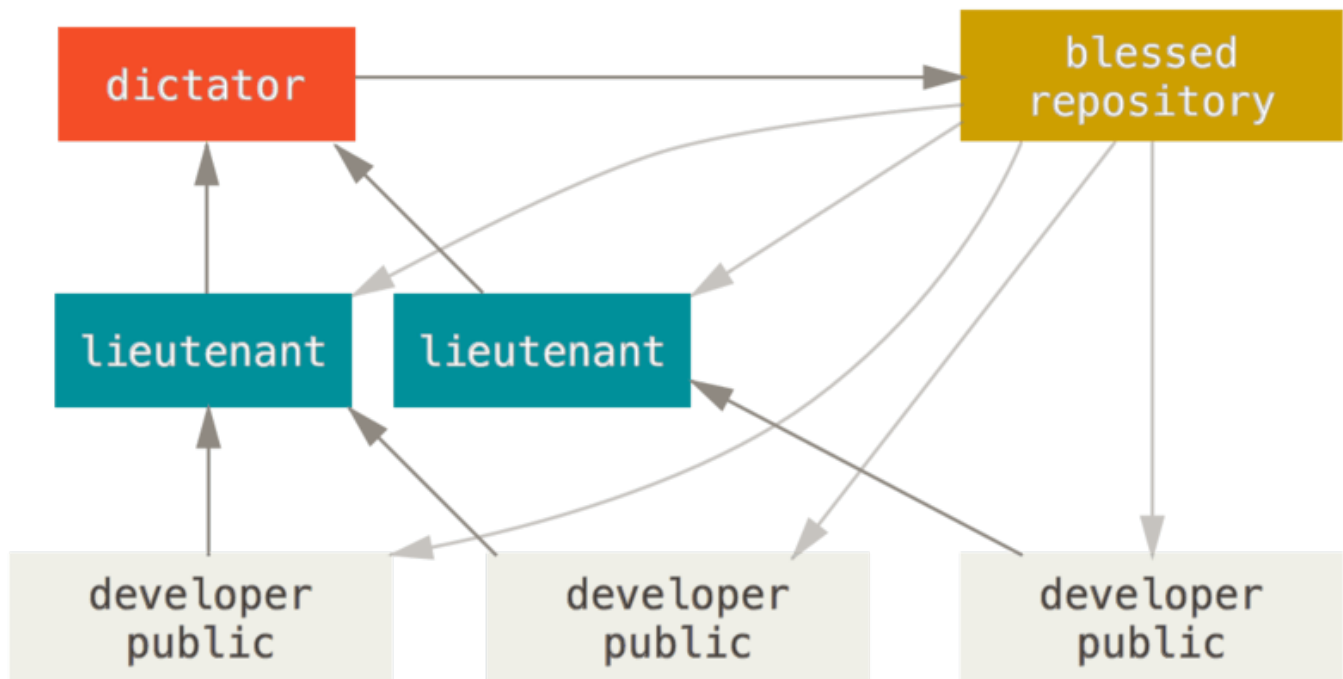 dictator
blessed
repository
lieutenant
lieutenant
developer
public
developer
public
developer
public